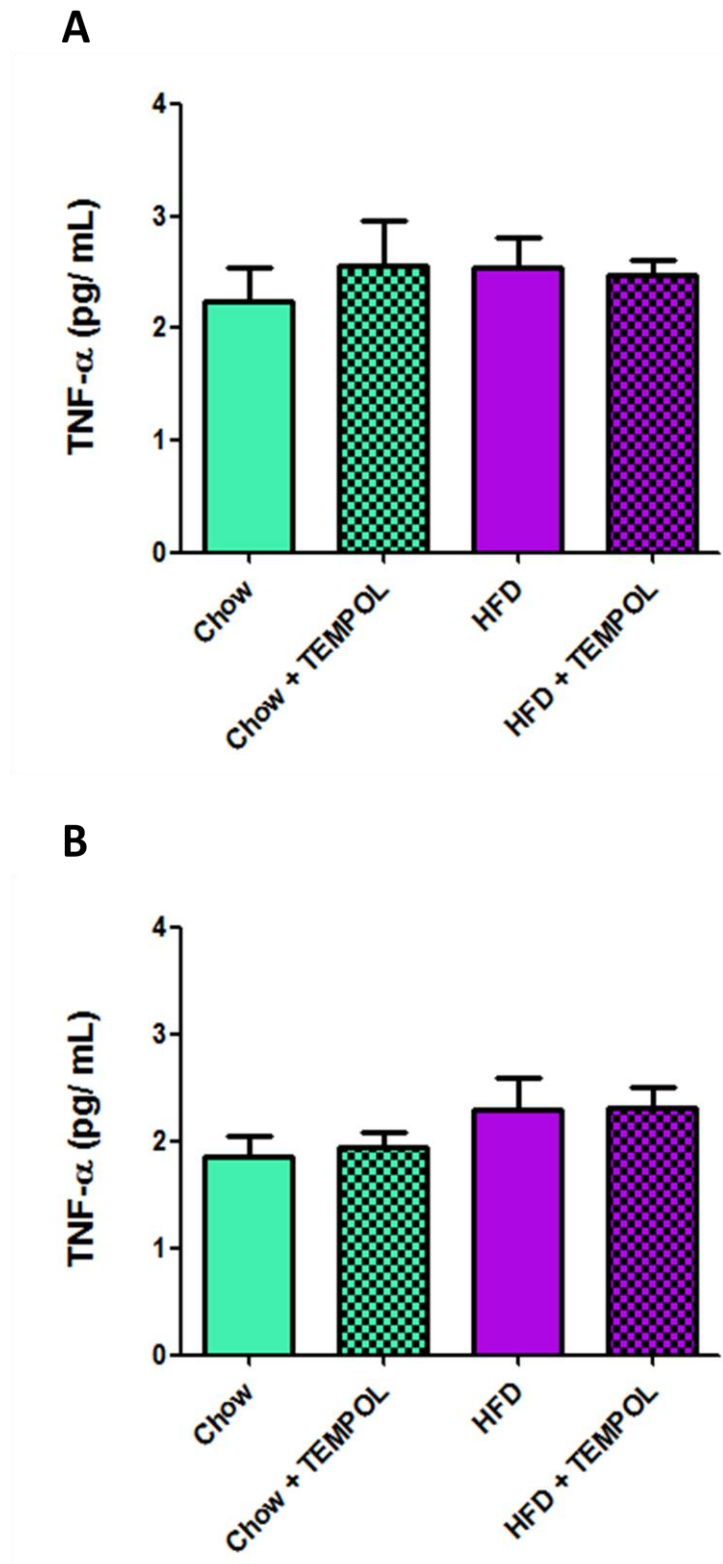 A
TNF-α (pg/ mL)
4
3
2
1
0
Chow
Chow + TEMPOL
HFD
HFD + TEMPOL
B
TNF-α (pg/ mL)
4
3
2
1
0
Chow
Chow + TEMPOL
HFD
HFD + TEMPOL